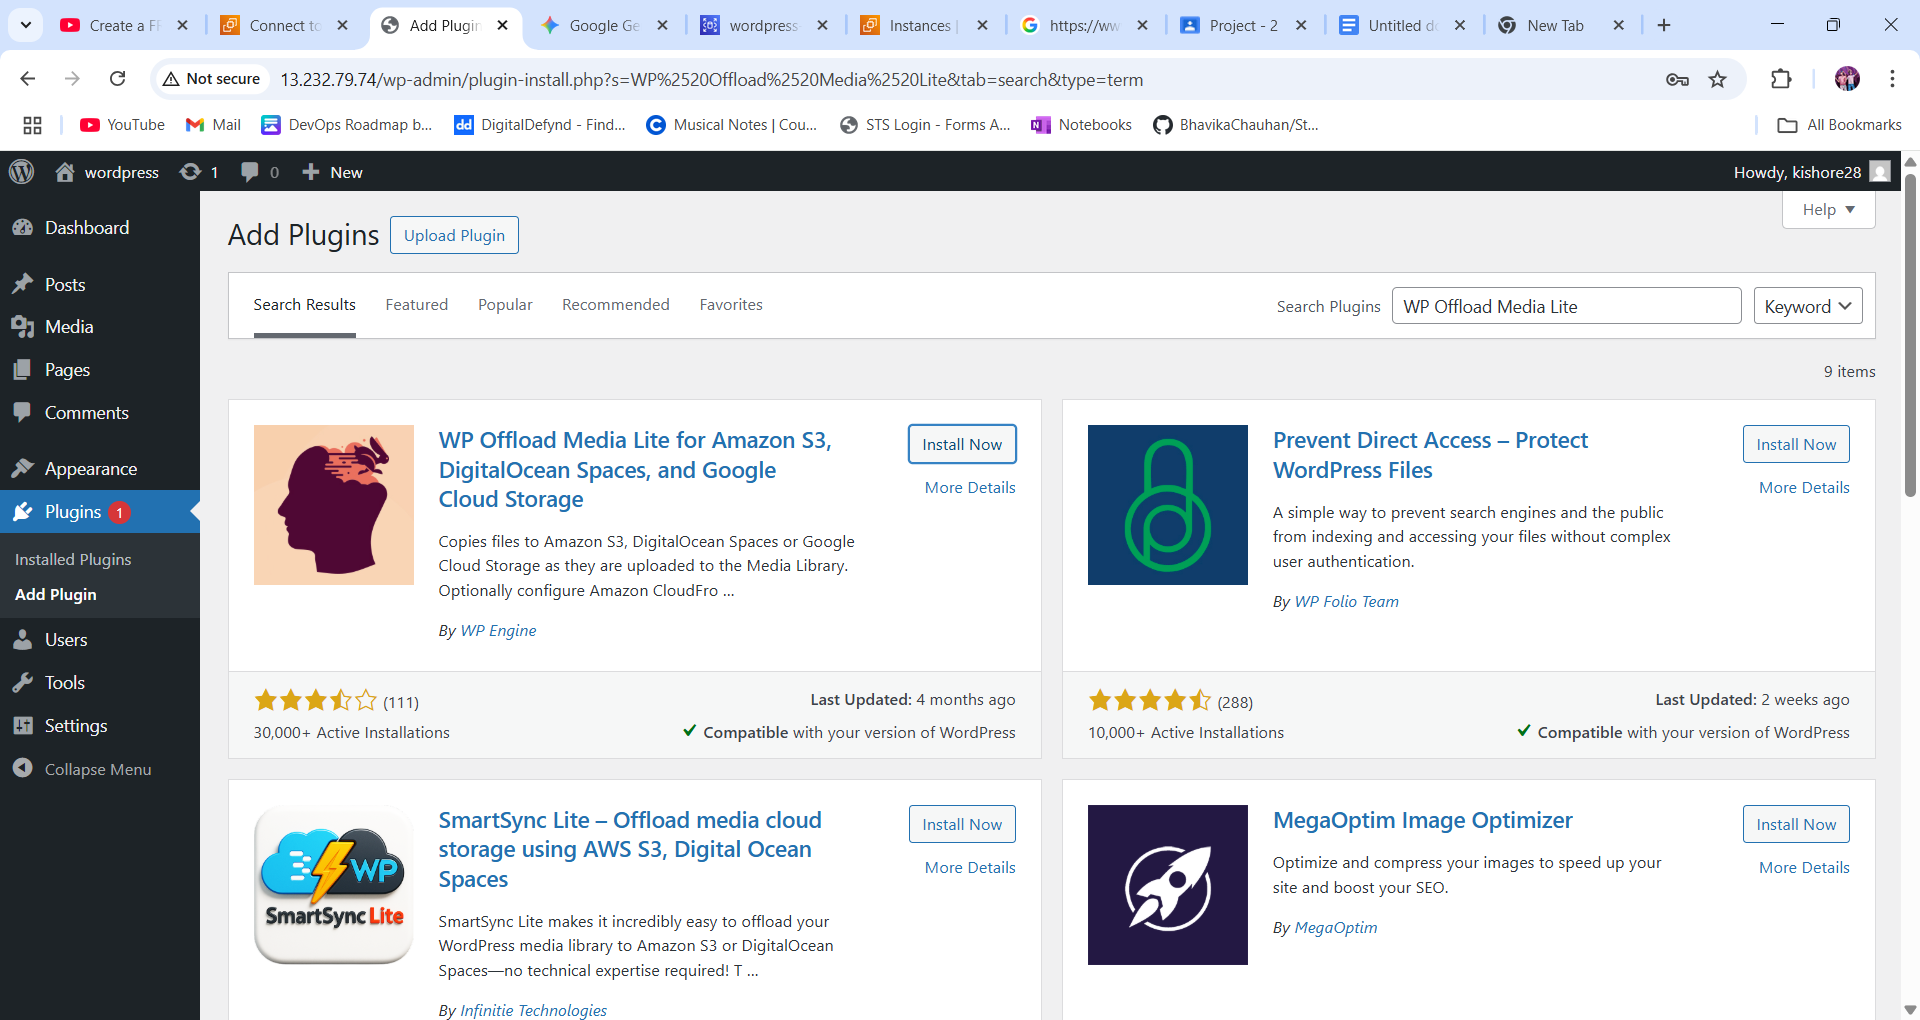 Create a FF
Connect to
Add Plugin
Google Ge
wordpress
Instances |
https://ww
Project - 2
Untitled do
New Tab
Not secure
13.232.79.74/wp-admin/plugin-install.php?s=WP%2520Offload%2520Media%2520Lite&tab=search&type=term
YouTube
Mail
DevOps Roadmap b...
dd
DigitalDefynd - Find...
Musical Notes | Cou...
STS Login - Forms A...
Notebooks
BhavikaChauhan/St...
All Bookmarks
wordpress
1
0
New
Howdy, kishore28
Dashboard
Posts
Media
Pages
Comments
Appearance
Plugins 1
Installed Plugins
Add Plugin
Users
Tools
Settings
Collapse Menu
Help
Add Plugins
Upload Plugin
Search Results
Featured
Popular
Recommended
Favorites
Search Plugins
WP Offload Media Lite
Keyword
9 items
WP Offload Media Lite for Amazon S3,
DigitalOcean Spaces, and Google
Cloud Storage
Install Now
More Details
Copies files to Amazon S3, DigitalOcean Spaces or Google
Cloud Storage as they are uploaded to the Media Library.
Optionally configure Amazon CloudFro ...
By WP Engine
(111)
30,000+ Active Installations
Last Updated: 4 months ago
Compatible with your version of WordPress
Prevent Direct Access – Protect
WordPress Files
Install Now
More Details
A simple way to prevent search engines and the public
from indexing and accessing your files without complex
user authentication.
By WP Folio Team
(288)
10,000+ Active Installations
Last Updated: 2 weeks ago
Compatible with your version of WordPress
WP
SmartSync Lite
SmartSync Lite – Offload media cloud
storage using AWS S3, Digital Ocean
Spaces
Install Now
More Details
SmartSync Lite makes it incredibly easy to offload your
WordPress media library to Amazon S3 or DigitalOcean
Spaces—no technical expertise required! T ...
By Infinitie Technologies
MegaOptim Image Optimizer
Install Now
More Details
Optimize and compress your images to speed up your
site and boost your SEO.
By MegaOptim